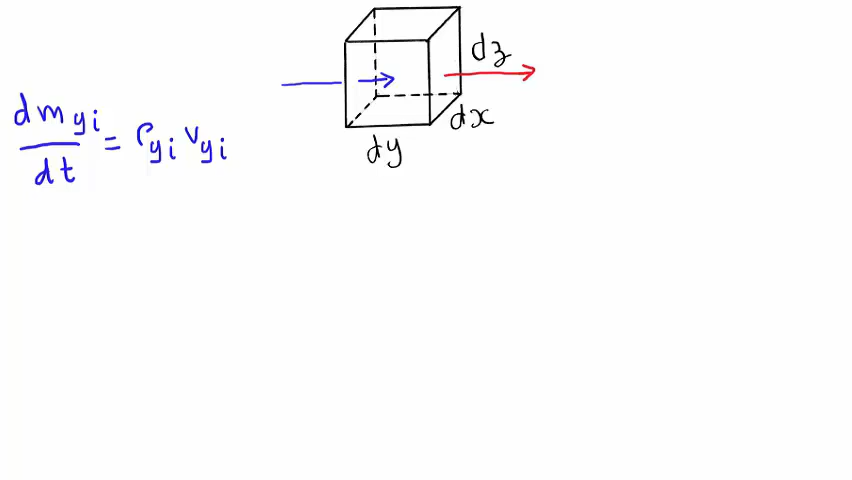 dz
dx
dy
dm_yi / dt = ρ_yi v_yi